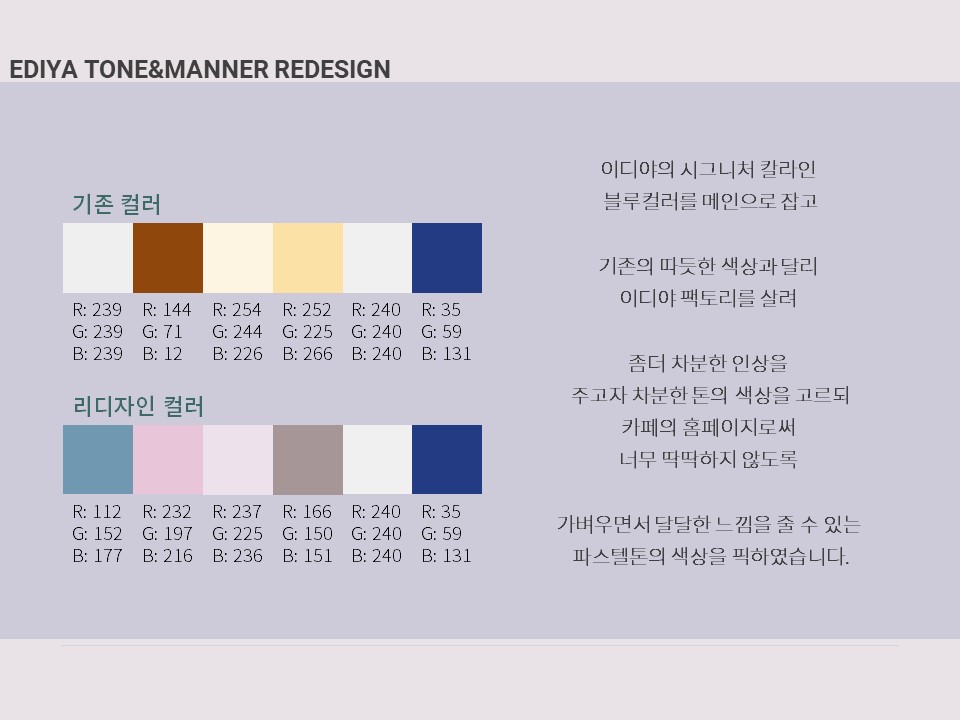 EDIYA TONE&MANNER REDESIGN
기존 컬러
R: 239 R: 144 R: 254 R: 252 R: 240 R: 35
G: 239 G: 71 G: 244 G: 225 G: 240 G: 59
B: 239 B: 12 B: 226 B: 266 B: 240 B: 131
리디자인 컬러
R: 112 R: 232 R: 237 R: 166 R: 240 R: 35
G: 152 G: 197 G: 225 G: 150 G: 240 G: 59
B: 177 B: 216 B: 236 B: 151 B: 240 B: 131
이디야의 시그니처 칼라인
블루컬러를 메인으로 잡고
기존의 따듯한 색상과 달리
이디야 팩토리를 살려
좀더 차분한 인상을
주고자 차분한 톤의 색상을 고르되
카페의 홈페이지로써
너무 딱딱하지 않도록
가벼우면서 달달한 느낌을 줄 수 있는
파스텔톤의 색상을 픽하였습니다.